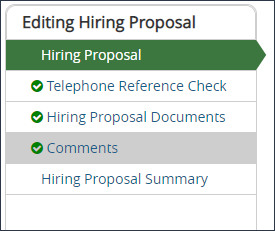 Editing Hiring Proposal
Hiring Proposal
Telephone Reference Check
Hiring Proposal Documents
Comments
Hiring Proposal Summary